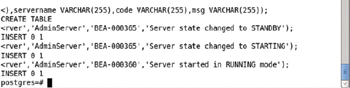 <),servername VARCHAR(255),code VARCHAR(255),msg VARCHAR(255));
CREATE TABLE
<rver','AdminServer','BEA-000365','Server state changed to STANDBY');
INSERT 0 1
<rver','AdminServer','BEA-000365','Server state changed to STARTING');
INSERT 0 1
<rver','AdminServer','BEA-000360','Server started in RUNNING mode');
INSERT 0 1
postgres=#